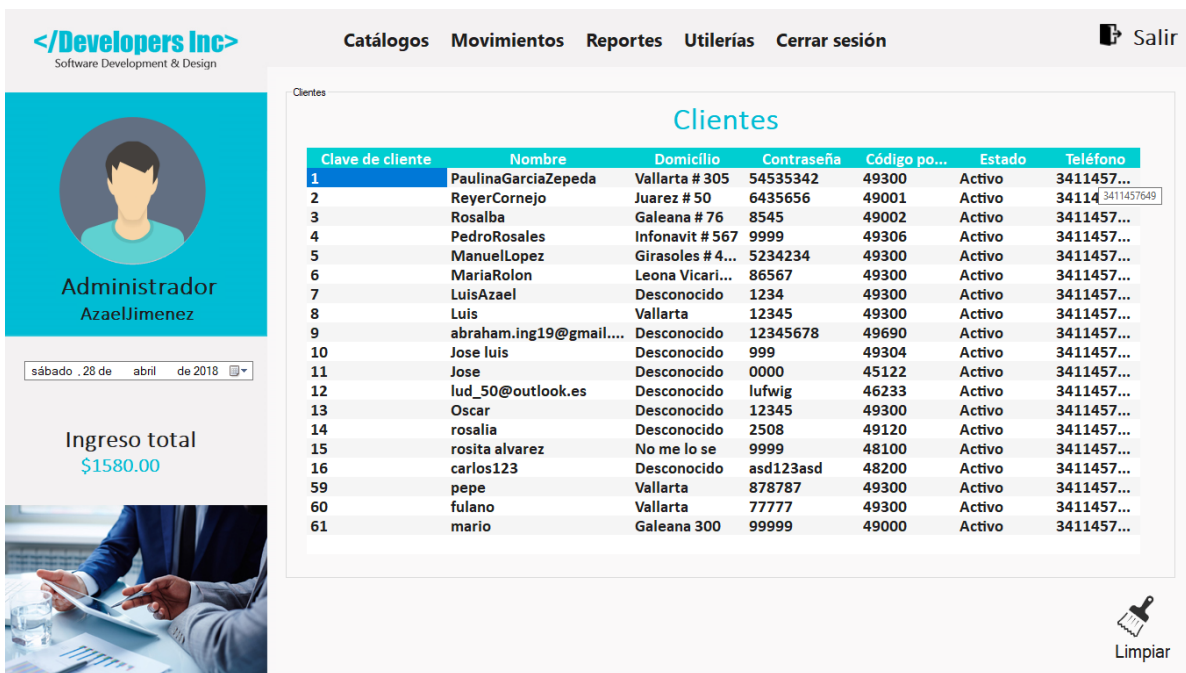 </Developers Inc>
Software Development & Design
Catálogos Movimientos Reportes Utilerías Cerrar sesión Salir
Administrador
AzaelJimenez
sábado , 28 de abril de 2018
Ingreso total
$1580.00
Clientes
Clientes
Clave de cliente Nombre Domicílio Contraseña Código po... Estado Teléfono
1 PaulinaGarciaZepeda Vallarta # 305 54535342 49300 Activo 3411457...
2 ReyerCornejo Juarez # 50 6435656 49001 Activo 34114
3411457649
3 Rosalba Galeana # 76 8545 49002 Activo 3411457...
4 PedroRosales Infonavit # 567 9999 49306 Activo 3411457...
5 ManuelLopez Girasoles # 4... 5234234 49300 Activo 3411457...
6 MariaRolon Leona Vicari... 86567 49300 Activo 3411457...
7 LuisAzael Desconocido 1234 49300 Activo 3411457...
8 Luis Vallarta 12345 49300 Activo 3411457...
9 abraham.ing19@gmail.... Desconocido 12345678 49690 Activo 3411457...
10 Jose luis Desconocido 999 49304 Activo 3411457...
11 Jose Desconocido 0000 45122 Activo 3411457...
12 lud_50@outlook.es Desconocido lufwig 46233 Activo 3411457...
13 Oscar Desconocido 12345 49300 Activo 3411457...
14 rosalia Desconocido 2508 49120 Activo 3411457...
15 rosita alvarez No me lo se 9999 48100 Activo 3411457...
16 carlos123 Desconocido asd123asd 48200 Activo 3411457...
59 pepe Vallarta 878787 49300 Activo 3411457...
60 fulano Vallarta 77777 49300 Activo 3411457...
61 mario Galeana 300 99999 49000 Activo 3411457...
Limpiar